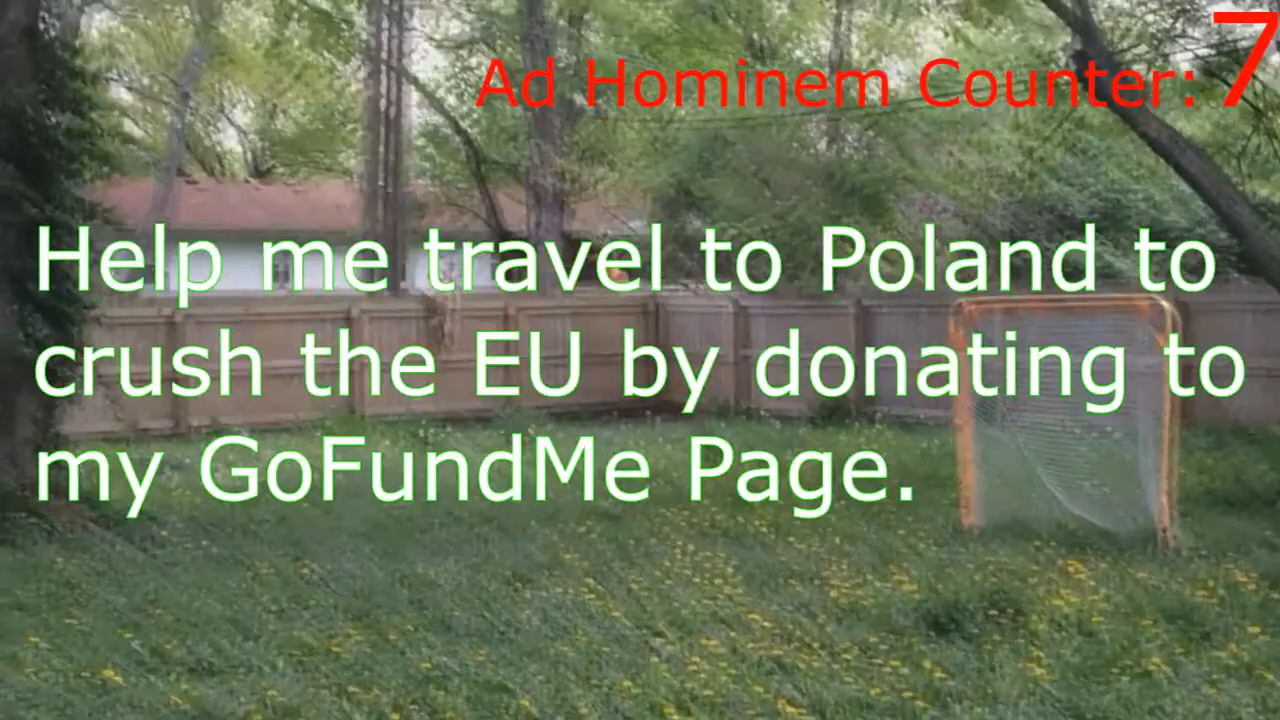 Ad Hominem Counter: 7
Help me travel to Poland to
crush the EU by donating to
my GoFundMe Page.